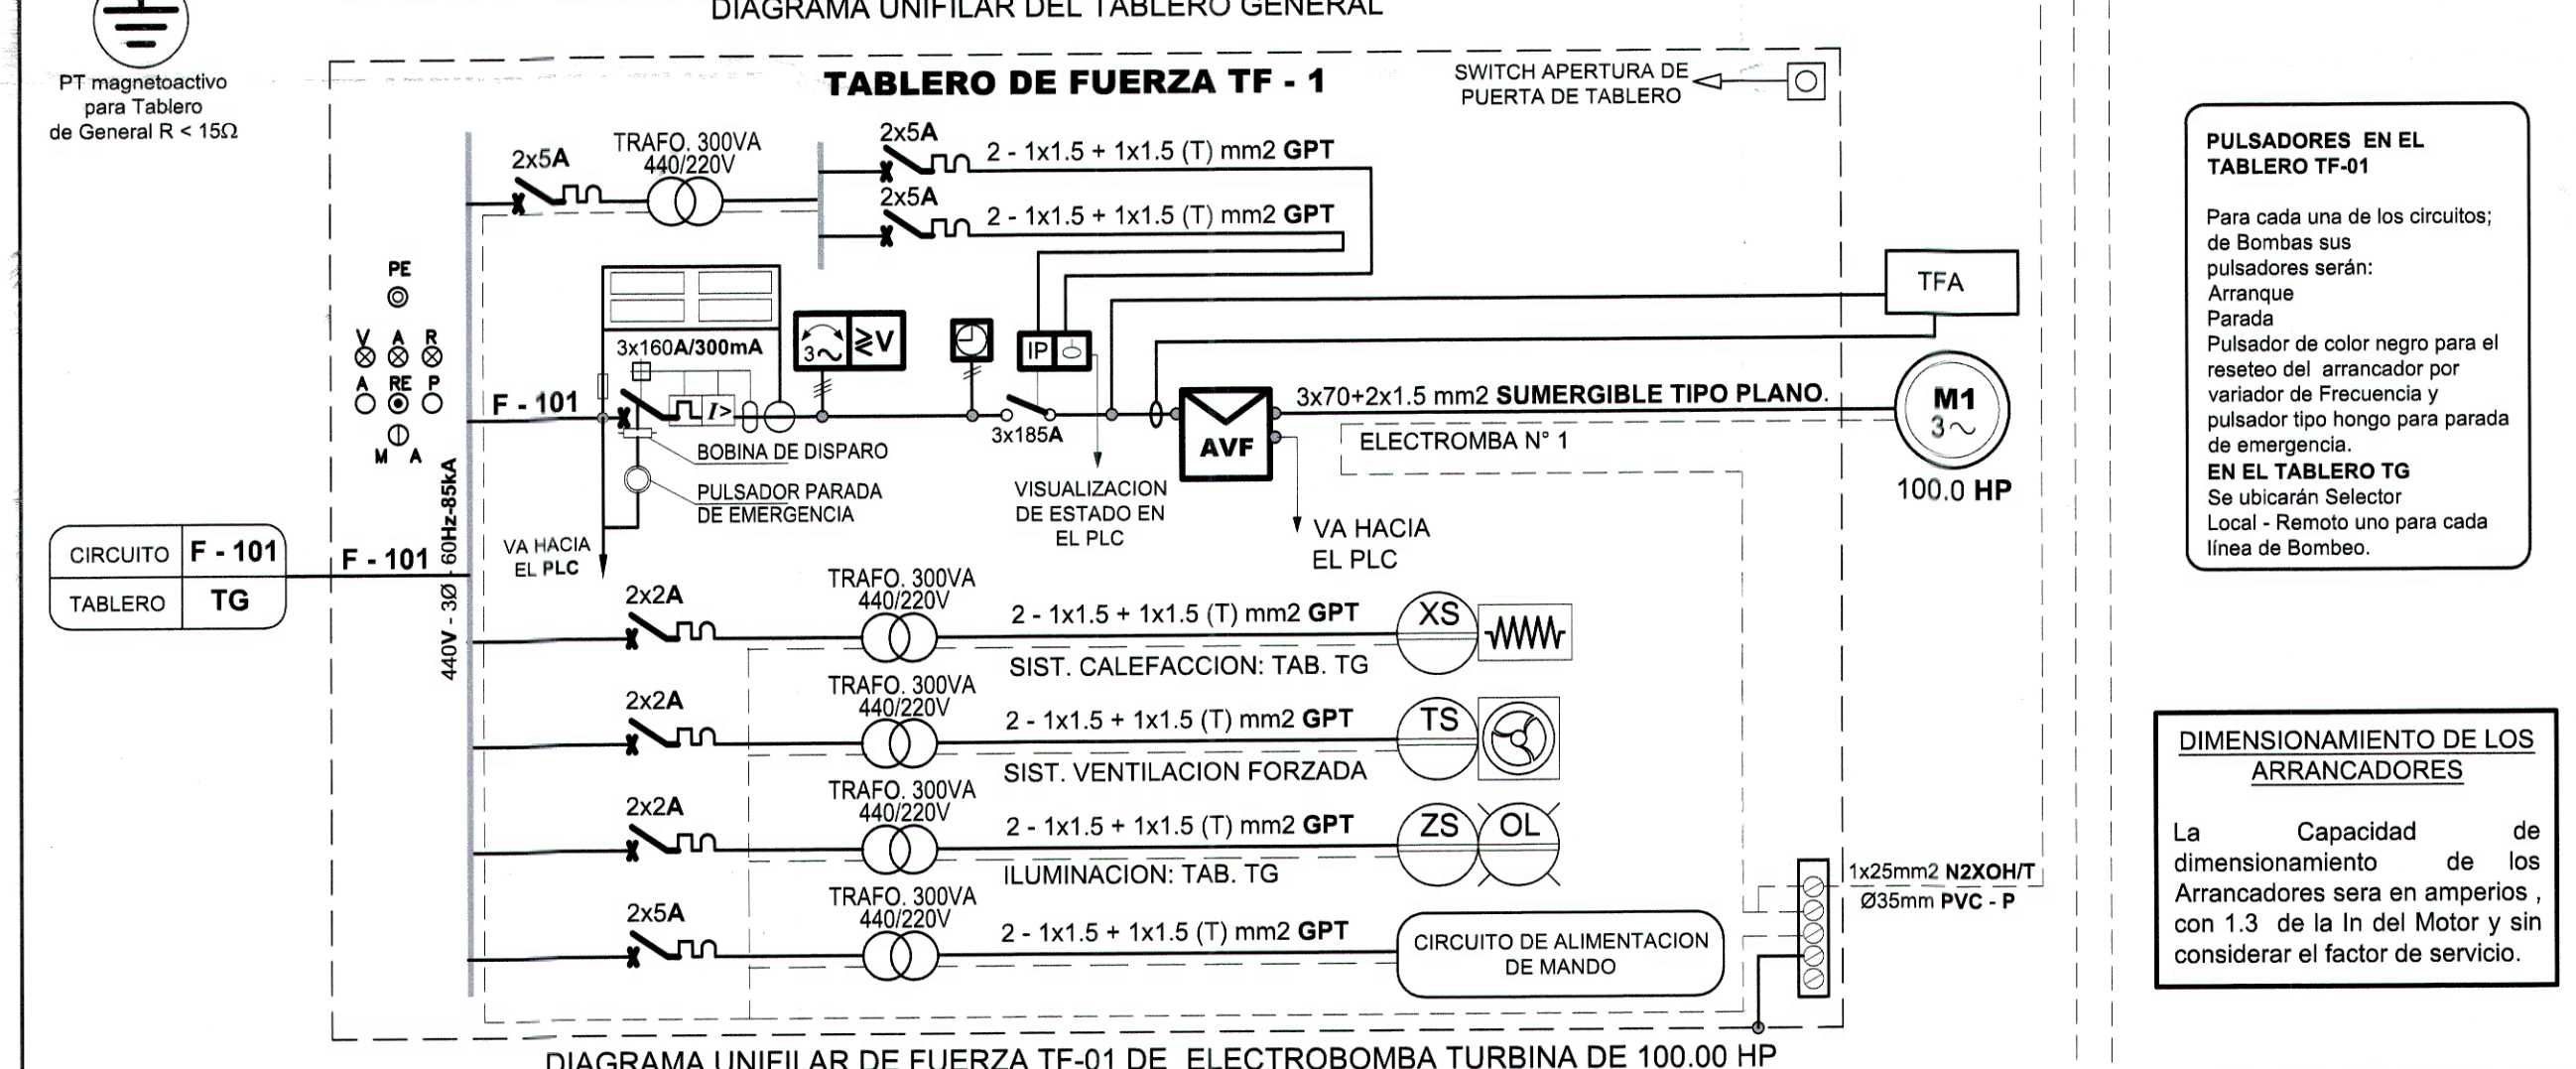 DIAGRAMA UNIFILAR DEL TABLERO GENERAL
PT magnetoactivo
para Tablero
de General R < 15Ω
TABLERO DE FUERZA TF - 1
SWITCH APERTURA DE
PUERTA DE TABLERO
2x5A
TRAFO. 300VA
440/220V
2x5A
2 - 1x1.5 + 1x1.5 (T) mm2 GPT
2x5A
2 - 1x1.5 + 1x1.5 (T) mm2 GPT
PE
V A R
A RE P
M A
TFA
3x160A/300mA
3~
≥V
IP
F - 101
I>
3x185A
AVF
3x70+2x1.5 mm2 SUMERGIBLE TIPO PLANO.
ELECTROMBA N° 1
M1
3~
100.0 HP
BOBINA DE DISPARO
PULSADOR PARADA
DE EMERGENCIA
VISUALIZACION
DE ESTADO EN
EL PLC
VA HACIA
EL PLC
VA HACIA
EL PLC
440V - 3Ø - 60Hz-85kA
CIRCUITO F - 101
TABLERO TG
F - 101
2x2A
TRAFO. 300VA
440/220V
2 - 1x1.5 + 1x1.5 (T) mm2 GPT
XS
SIST. CALEFACCION: TAB. TG
2x2A
TRAFO. 300VA
440/220V
2 - 1x1.5 + 1x1.5 (T) mm2 GPT
TS
SIST. VENTILACION FORZADA
2x2A
TRAFO. 300VA
440/220V
2 - 1x1.5 + 1x1.5 (T) mm2 GPT
ZS OL
ILUMINACION: TAB. TG
2x5A
TRAFO. 300VA
440/220V
2 - 1x1.5 + 1x1.5 (T) mm2 GPT
CIRCUITO DE ALIMENTACION
DE MANDO
1x25mm2 N2XOH/T
Ø35mm PVC - P
DIAGRAMA UNIFILAR DE FUERZA TF-01 DE ELECTROBOMBA TURBINA DE 100.00 HP
PULSADORES EN EL
TABLERO TF-01
Para cada una de los circuitos;
de Bombas sus
pulsadores serán:
Arranque
Parada
Pulsador de color negro para el
reseteo del arrancador por
variador de Frecuencia y
pulsador tipo hongo para parada
de emergencia.
EN EL TABLERO TG
Se ubicarán Selector
Local - Remoto uno para cada
línea de Bombeo.
DIMENSIONAMIENTO DE LOS
ARRANCADORES
La Capacidad de
dimensionamiento de los
Arrancadores sera en amperios ,
con 1.3 de la In del Motor y sin
considerar el factor de servicio.